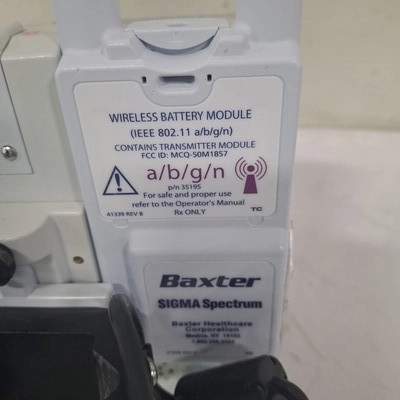 WIRELESS BATTERY MODULE
(IEEE 802.11 a/b/g/n)
CONTAINS TRANSMITTER MODULE
FCC ID: MCQ-50M1857
a/b/g/n
p/n 35195
For safe and proper use
refer to the Operator's Manual
Rx ONLY
41339 REV B
TC
Baxter
SIGMA Spectrum
Baxter Healthcare
Corporation